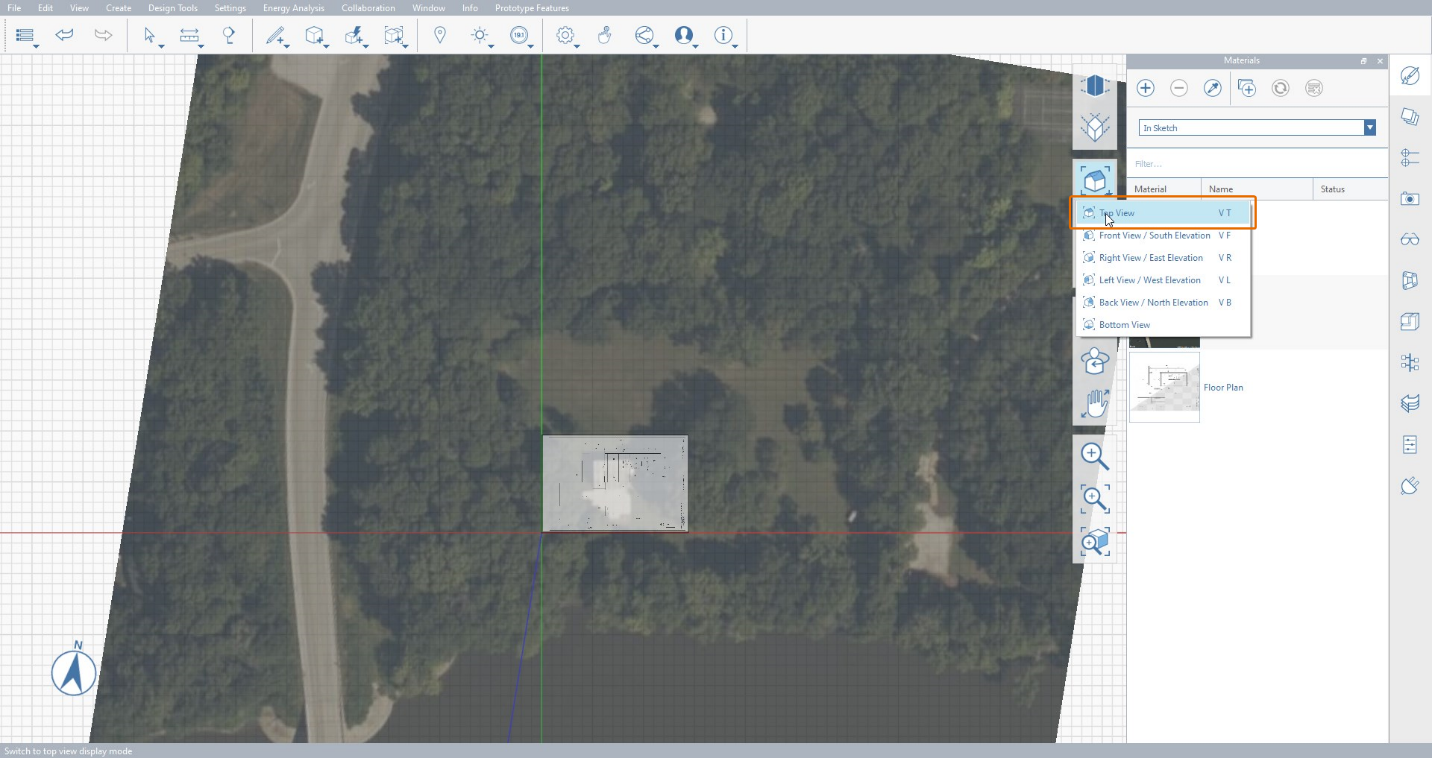 File Edit View Create Design Tools Settings Energy Analysis Collaboration Window Info Prototype Features
191
Materials
In Sketch
Filter...
Material Name Status
Top View V T
Front View / South Elevation V F
Right View / East Elevation V R
Left View / West Elevation V L
Back View / North Elevation V B
Bottom View
Floor Plan
N
Switch to top view display mode